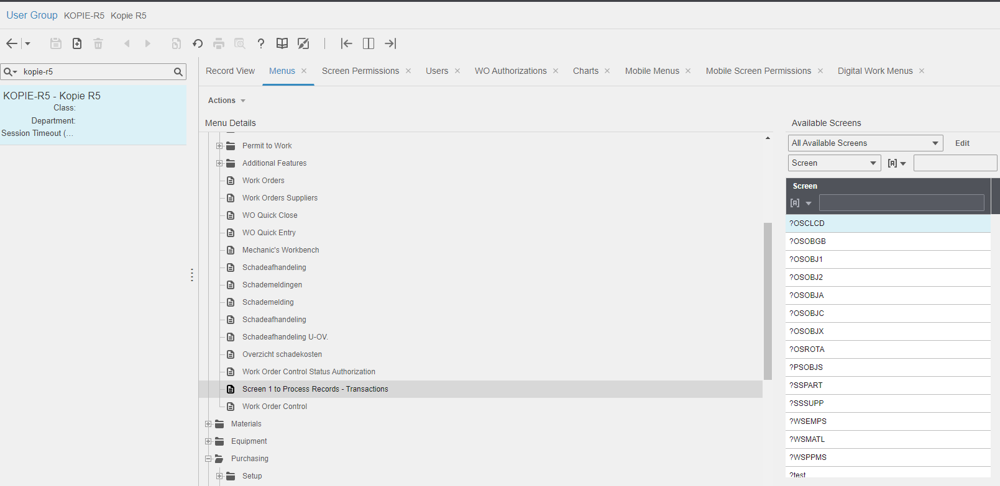 User Group KOPIE-R5 Kopie R5
kopie-r5
KOPIE-R5 - Kopie R5
Class:
Department:
Session Timeout (...
Record View Menus Screen Permissions Users WO Authorizations Charts Mobile Menus Mobile Screen Permissions Digital Work Menus
Actions
Menu Details
Permit to Work
Additional Features
Work Orders
Work Orders Suppliers
WO Quick Close
WO Quick Entry
Mechanic's Workbench
Schadeafhandeling
Schademeldingen
Schademelding
Schadeafhandeling
Schadeafhandeling U-OV.
Overzicht schadekosten
Work Order Control Status Authorization
Screen 1 to Process Records - Transactions
Work Order Control
Materials
Equipment
Purchasing
Setup
Available Screens
All Available Screens Edit
Screen [A]
Screen
[A]
?OSCLCD
?OSOBGB
?OSOBJ1
?OSOBJ2
?OSOBJA
?OSOBJC
?OSOBJX
?OSROTA
?PSOBJS
?SSPART
?SSSUPP
?WSEMPS
?WSMATL
?WSPPMS
?test